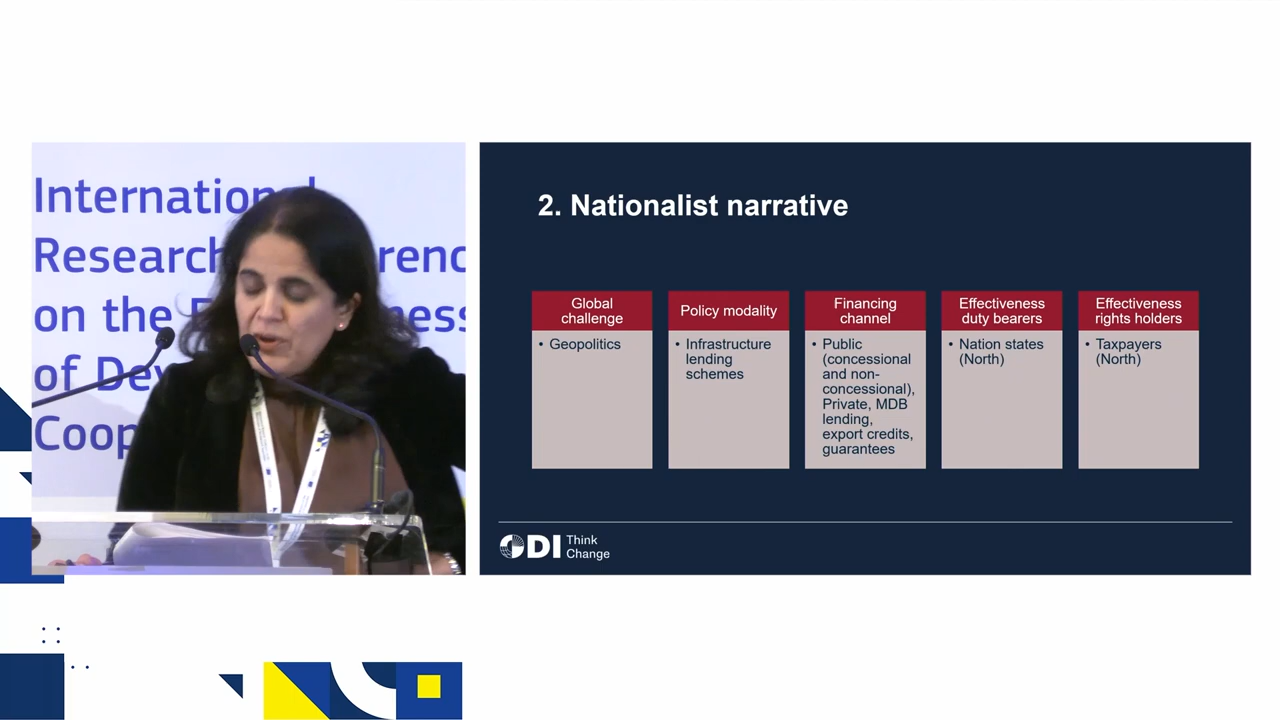 International
Research
renc
on the
ness
of Dev
Coop
2. Nationalist narrative
Global
challenge
• Geopolitics
Policy modality
• Infrastructure
lending
schemes
Financing
channel
• Public
(concessional
and non-
concessional),
Private, MDB
lending,
export credits,
guarantees
Effectiveness
duty bearers
• Nation states
(North)
Effectiveness
rights holders
• Taxpayers
(North)
ODI Think
Change